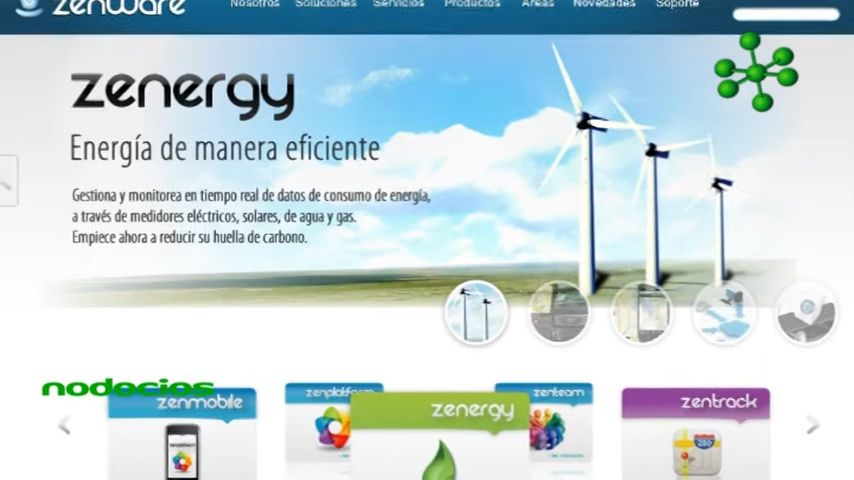 zenware
Nosotros Soluciones Servicios Productos Areas Novedades Soporte
zenergy
Energía de manera eficiente
Gestiona y monitorea en tiempo real de datos de consumo de energía,
a través de medidores eléctricos, solares, de agua y gas.
Empiece ahora a reducir su huella de carbono.
nodocios
zenmobile
zenplatform
zenergy
zenteam
zentrack